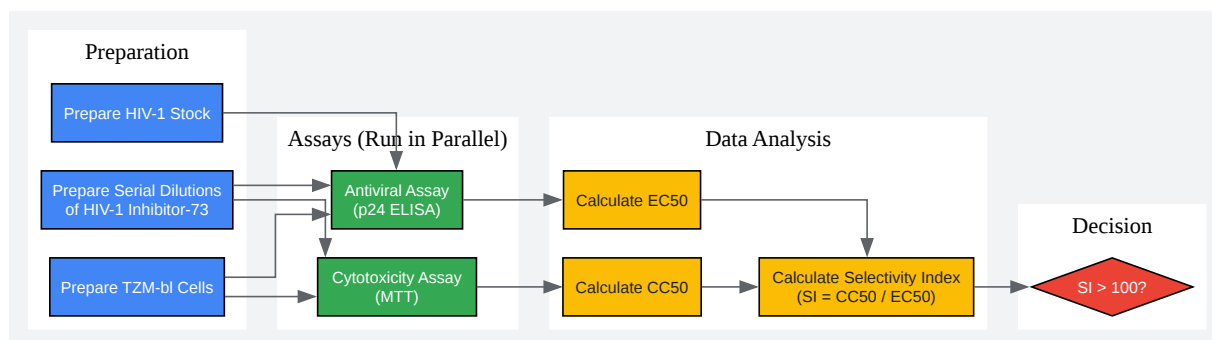 Preparation
Prepare HIV-1 Stock
Prepare Serial Dilutions
of HIV-1 Inhibitor-73
Prepare TZM-bl Cells
Assays (Run in Parallel)
Antiviral Assay
(p24 ELISA)
Cytotoxicity Assay
(MTT)
Data Analysis
Calculate EC50
Calculate CC50
Calculate Selectivity Index
(SI = CC50 / EC50)
Decision
SI > 100?